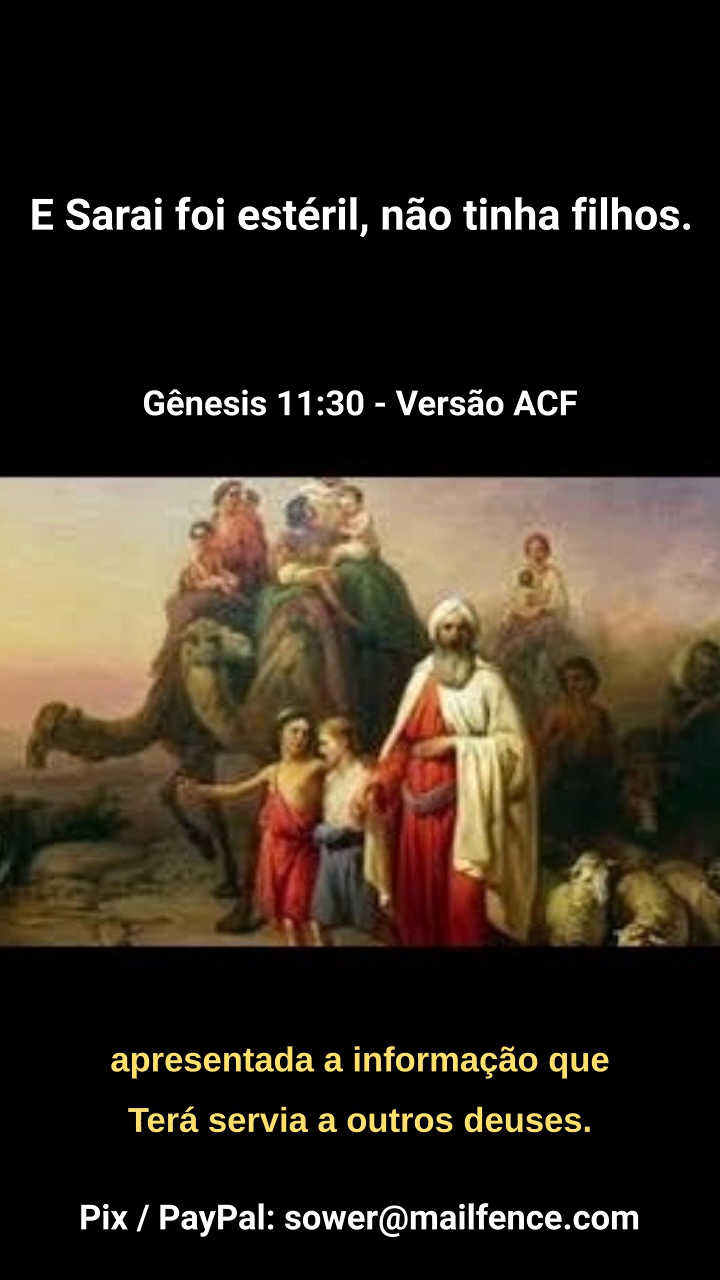 E Sarai foi estéril, não tinha filhos.
Gênesis 11:30 - Versão ACF
apresentada a informação que
Terá servia a outros deuses.
Pix / PayPal: sower@mailfence.com